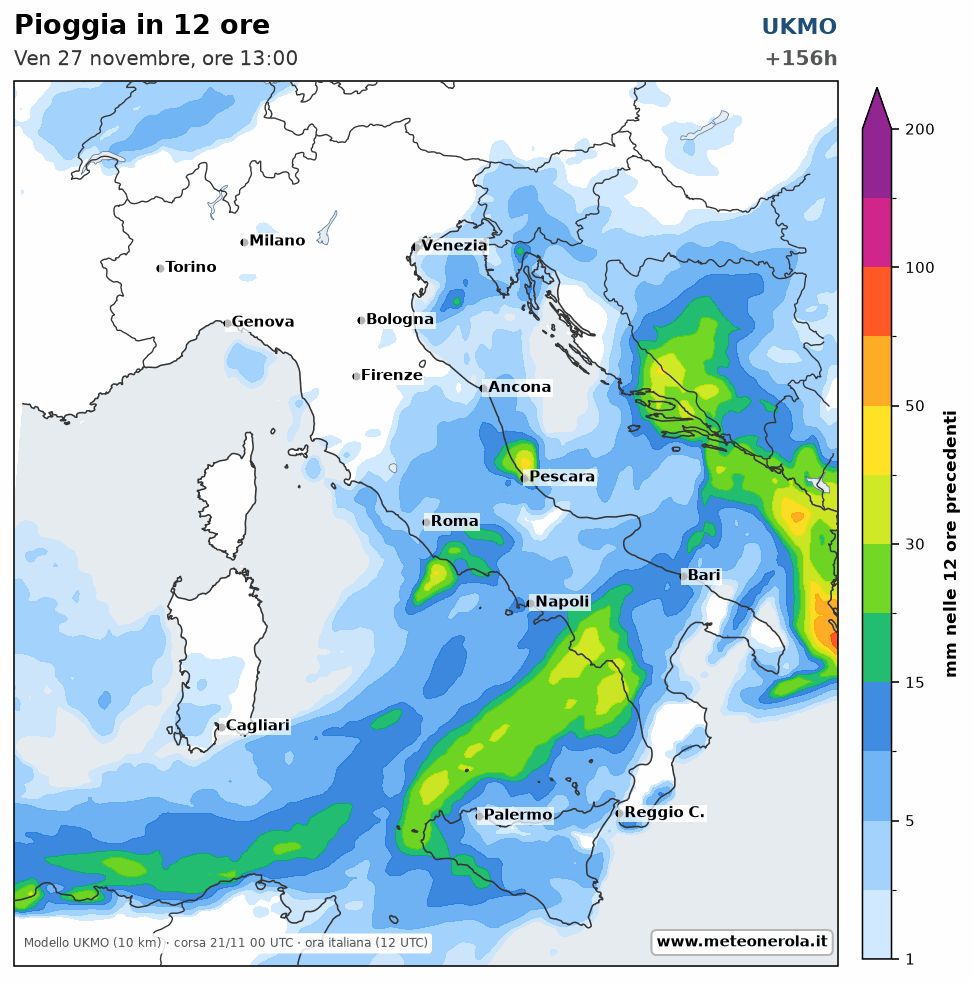 Pioggia in 12 ore
UKMO
Ven 27 novembre, ore 13:00
+156h
Milano
Torino
Venezia
Genova
Bologna
Firenze
Ancona
Pescara
Roma
Bari
Napoli
Cagliari
Palermo
Reggio C.
200
100
50
30
15
5
1
mm nelle 12 ore precedenti
Modello UKMO (10 km) · corsa 21/11 00 UTC · ora italiana (12 UTC)
www.meteonerola.it